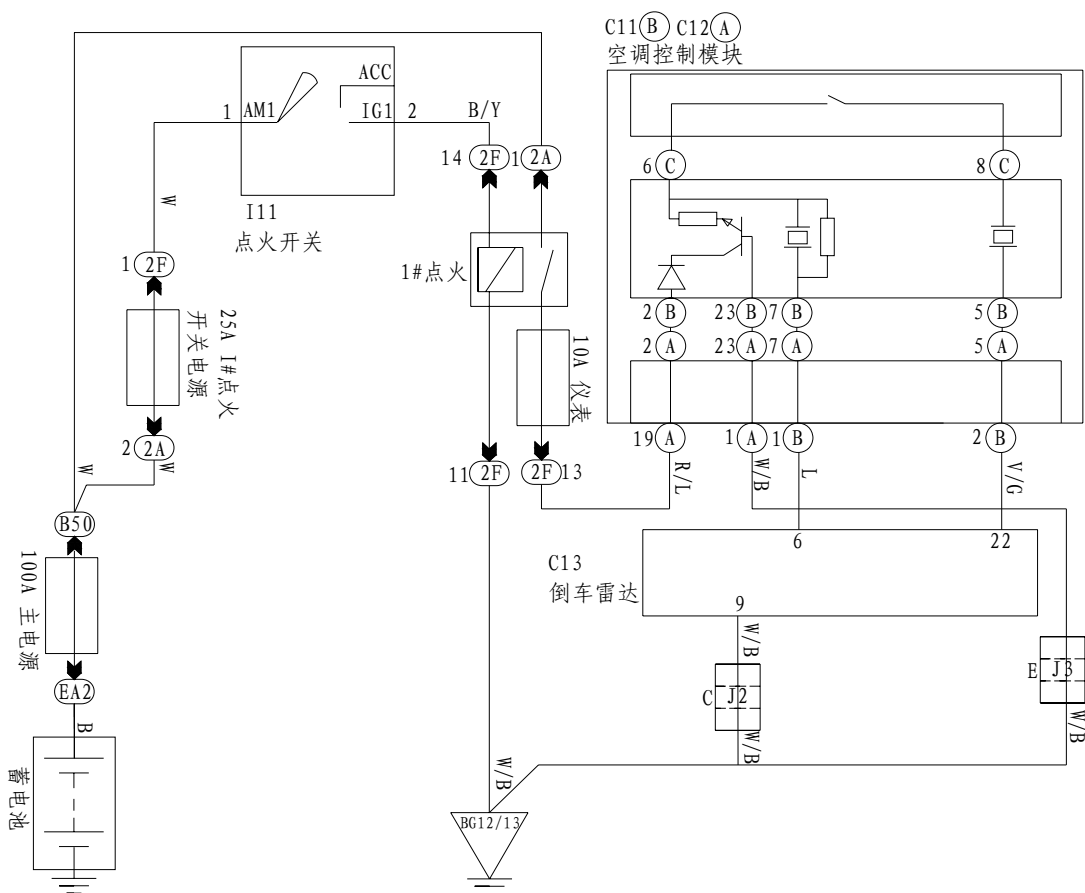 C11 B C12 A
空调控制模块
ACC
1 AM1 IG1 2 B/Y
14 2F 1 2A
6 C 8 C
W
I11
点火开关
1 2F
1#点火
25A I#点火
开关电源
10A 仪表
2 B 23 B 7 B 5 B
2 A 23 A 7 A 5 A
2 2A
19 A 1 A 1 B 2 B
W W
11 2F 2F 13
R/L W/B L V/G
B50
6 22
C13
倒车雷达
100A 主电源
9
W/B
EA2
C J2
E J3
B
W/B W/B
W/B
蓄电池
BG12/13